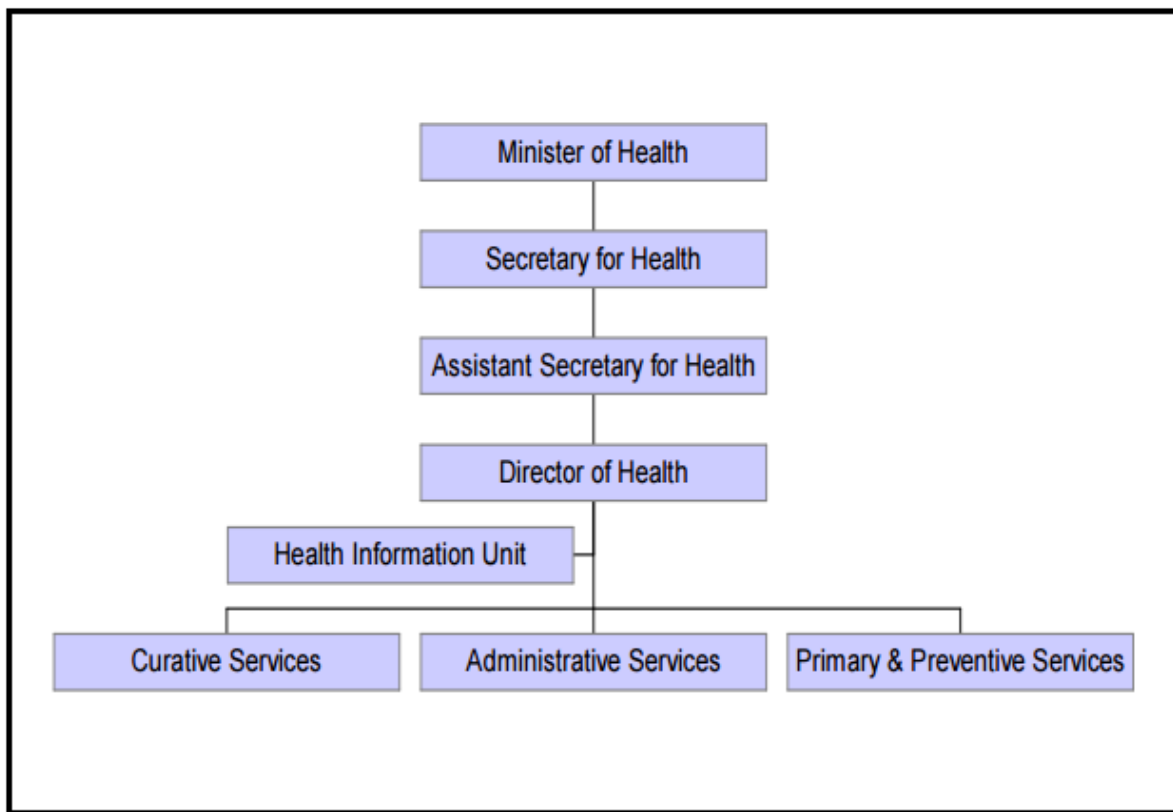 Minister of Health
Secretary for Health
Assistant Secretary for Health
Director of Health
Health Information Unit
Curative Services
Administrative Services
Primary & Preventive Services